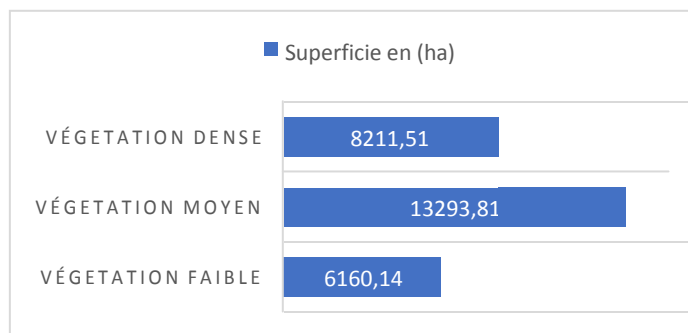 Superficie en (ha)
VÉGETATION DENSE
8211,51
VÉGETATION MOYEN
13293,81
VÉGETATION FAIBLE
6160,14